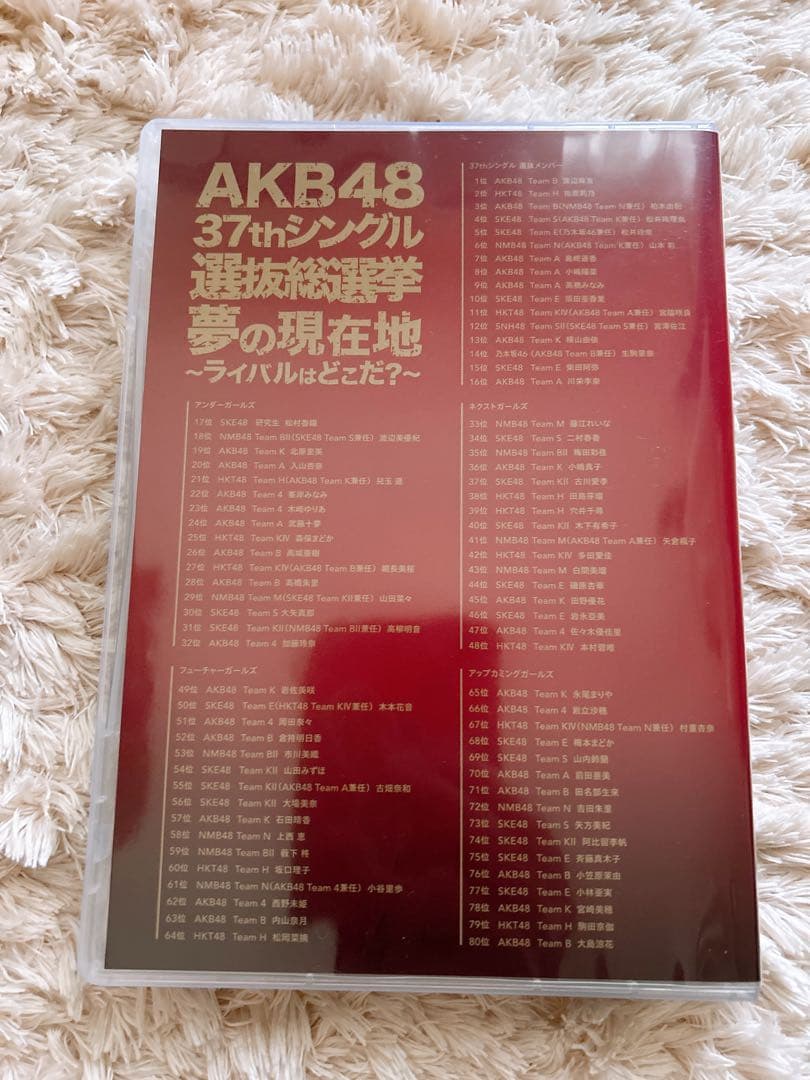 AKB48
37thシングル
選抜総選挙
夢の現在地
~ライバルはどこだ?~
37thシングル 選抜メンバー
1位 AKB48 Team B 渡辺麻友
2位 HKT48 Team H 指原莉乃
3位 AKB48 Team B(NMB48 Team N兼任) 柏木由紀
4位 SKE48 Team S(AKB48 Team K兼任) 松井珠理奈
5位 SKE48 Team E(乃木坂46兼任) 松井玲奈
6位 NMB48 Team N(AKB48 Team K兼任) 山本 彩
7位 AKB48 Team A 島崎遥香
8位 AKB48 Team A 小嶋陽菜
9位 AKB48 Team A 高橋みなみ
10位 SKE48 Team E 須田亜香里
11位 HKT48 Team KIV(AKB48 Team A兼任) 宮脇咲良
12位 SNH48 Team SII(SKE48 Team S兼任) 宮澤佐江
13位 AKB48 Team K 横山由依
14位 乃木坂46 (AKB48 Team B兼任) 生駒里奈
15位 SKE48 Team E 柴田阿弥
16位 AKB48 Team A 川栄李奈
アンダーガールズ
17位 SKE48 研究生 松村香織
18位 NMB48 Team BII(SKE48 Team S兼任) 渡辺美優紀
19位 AKB48 Team K 北原里英
20位 AKB48 Team A 入山杏奈
21位 HKT48 Team H(AKB48 Team K兼任) 兒玉 遥
22位 AKB48 Team 4 峯岸みなみ
23位 AKB48 Team 4 木﨑ゆりあ
24位 AKB48 Team A 武藤十夢
25位 HKT48 Team KIV 森保まどか
26位 AKB48 Team B 高城亜樹
27位 HKT48 Team KIV(AKB48 Team B兼任) 朝長美桜
28位 AKB48 Team B 高橋朱里
29位 NMB48 Team M(SKE48 Team KII兼任) 山田菜々
30位 SKE48 Team S 大矢真那
31位 SKE48 Team KII(NMB48 Team BII兼任) 高柳明音
32位 AKB48 Team 4 加藤玲奈
ネクストガールズ
33位 NMB48 Team M 藤江れいな
34位 SKE48 Team S 二村春香
35位 NMB48 Team BII 梅田彩佳
36位 AKB48 Team K 小嶋真子
37位 SKE48 Team KII 古川愛李
38位 HKT48 Team H 田島芽瑠
39位 HKT48 Team H 穴井千尋
40位 SKE48 Team KII 木下有希子
41位 NMB48 Team M(AKB48 Team A兼任) 矢倉楓子
42位 HKT48 Team KIV 多田愛佳
43位 NMB48 Team M 白間美瑠
44位 SKE48 Team E 磯原杏華
45位 AKB48 Team K 田野優花
46位 SKE48 Team E 岩永亞美
47位 AKB48 Team 4 佐々木優佳里
48位 HKT48 Team KIV 本村碧唯
フューチャーガールズ
49位 AKB48 Team K 岩佐美咲
50位 SKE48 Team E(HKT48 Team KIV兼任) 木本花音
51位 AKB48 Team 4 岡田奈々
52位 AKB48 Team B 倉持明日香
53位 NMB48 Team BII 市川美織
54位 SKE48 Team KII 山田みずほ
55位 SKE48 Team KII(AKB48 Team A兼任) 古畑奈和
56位 SKE48 Team KII 大場美奈
57位 AKB48 Team K 石田晴香
58位 NMB48 Team N 上西 恵
59位 NMB48 Team BII 薮下 柊
60位 HKT48 Team H 坂口理子
61位 NMB48 Team N(AKB48 Team 4兼任) 小谷里歩
62位 AKB48 Team 4 西野未姫
63位 AKB48 Team B 内山奈月
64位 HKT48 Team H 松岡菜摘
アップカミングガールズ
65位 AKB48 Team K 永尾まりや
66位 AKB48 Team 4 岩立沙穂
67位 HKT48 Team KIV(NMB48 Team N兼任) 村重杏奈
68位 SKE48 Team E 梅本まどか
69位 SKE48 Team S 山内鈴蘭
70位 AKB48 Team A 前田亜美
71位 AKB48 Team B 田名部生来
72位 NMB48 Team N 吉田朱里
73位 SKE48 Team S 矢方美紀
74位 SKE48 Team KII 阿比留李帆
75位 SKE48 Team E 斉藤真木子
76位 AKB48 Team B 小笠原茉由
77位 SKE48 Team E 小林亜実
78位 AKB48 Team K 宮崎美穂
79位 HKT48 Team H 駒田京伽
80位 AKB48 Team B 大島涼花